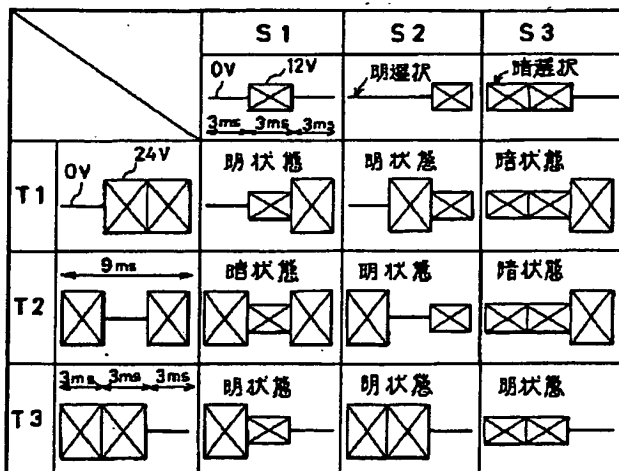 S1 S2 S3
0V 12V 明選択 暗選択
3ms 3ms 3ms
T1 0V 24V 明状態 明状態 暗状態
T2 9ms 暗状態 明状態 暗状態
T3 3ms 3ms 3ms 明状態 明状態 明状態